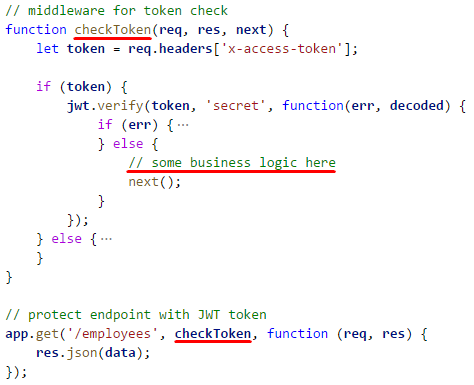 // middleware for token check
function checkToken(req, res, next) {
    let token = req.headers['x-access-token'];

    if (token) {
        jwt.verify(token, 'secret', function(err, decoded) {
            if (err) {⋯
            } else {
                // some business logic here
                next();
            }
        });
    } else {⋯
    }
}

// protect endpoint with JWT token
app.get('/employees', checkToken, function (req, res) {
    res.json(data);
});